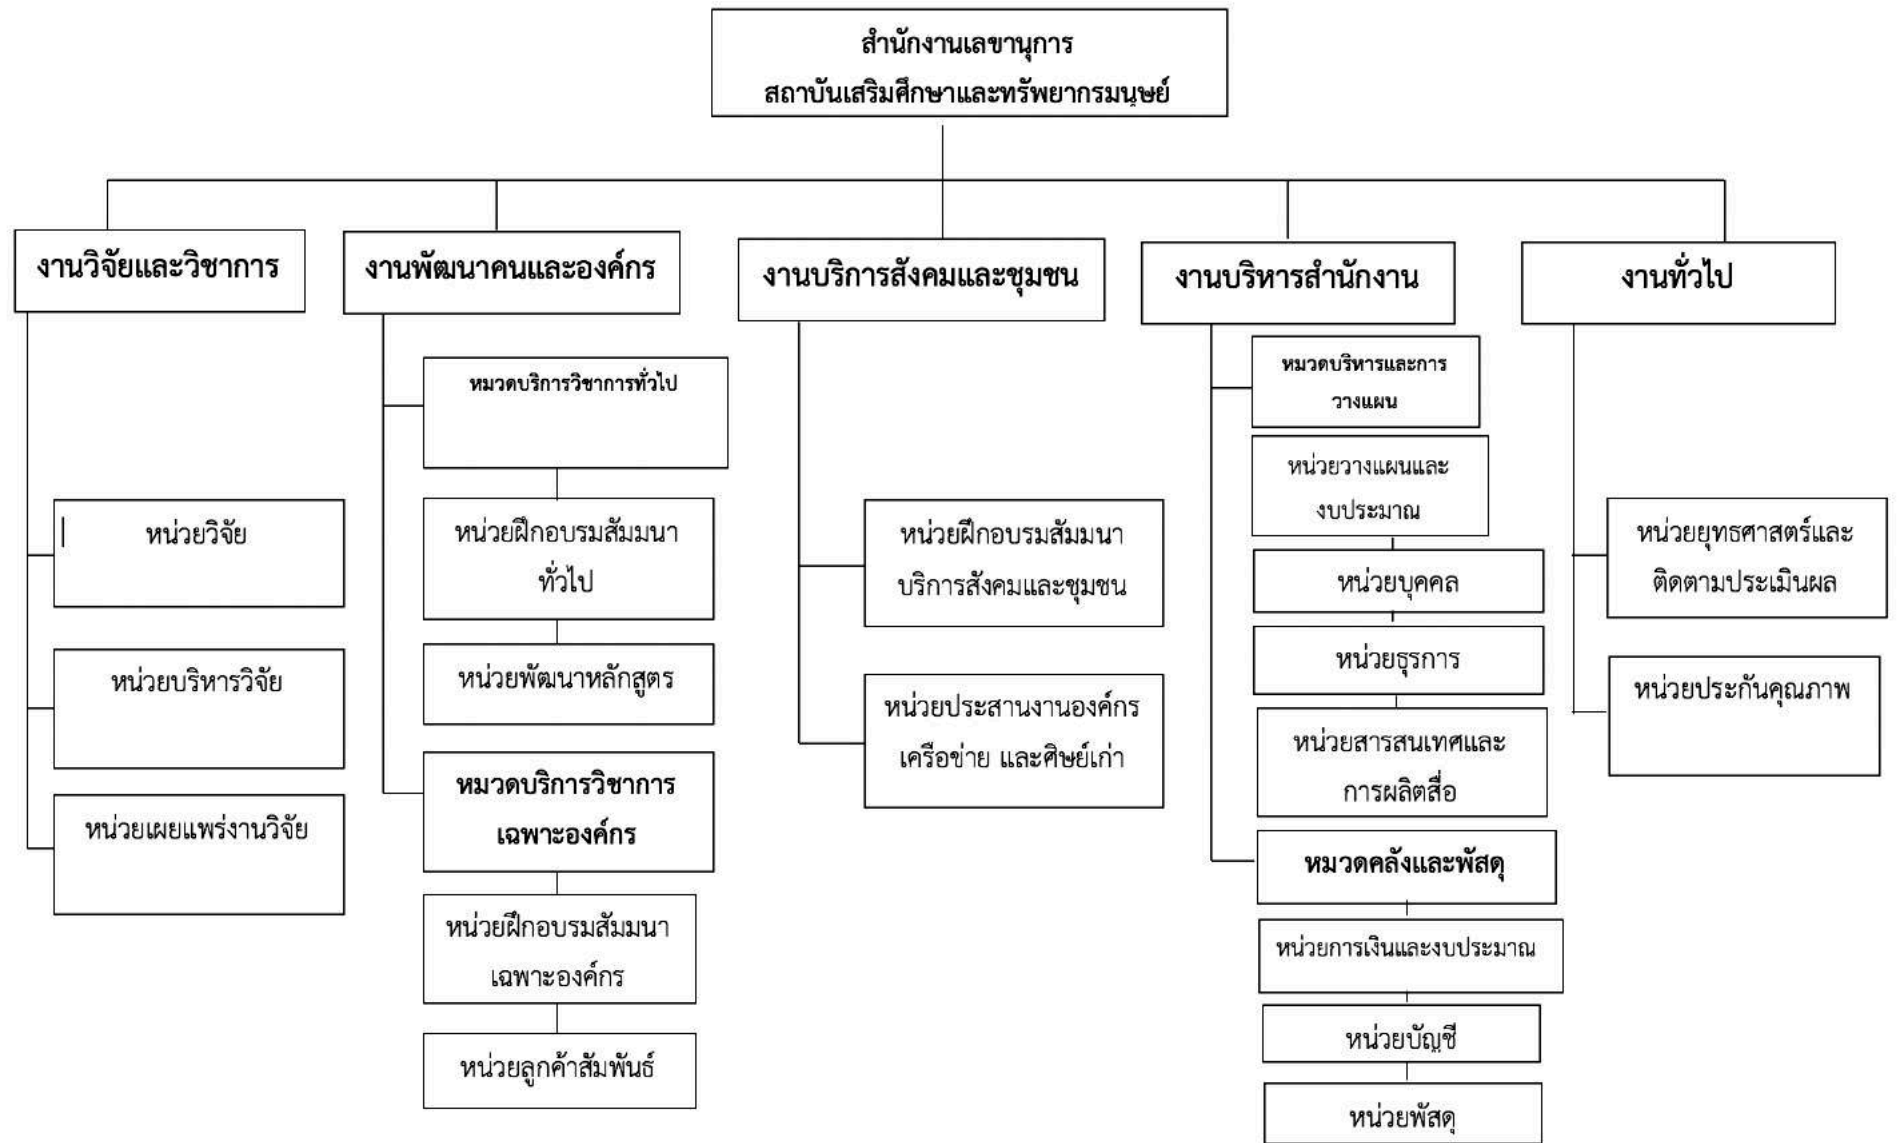 สำนักงานเลขานุการ
สถาบันเสริมศึกษาและทรัพยากรมนุษย์
งานวิจัยและวิชาการ
หน่วยวิจัย
หน่วยบริหารวิจัย
หน่วยเผยแพร่งานวิจัย
งานพัฒนาคนและองค์กร
หมวดบริการวิชาการทั่วไป
หน่วยฝึกอบรมสัมมนา
ทั่วไป
หน่วยพัฒนาหลักสูตร
หมวดบริการวิชาการ
เฉพาะองค์กร
หน่วยฝึกอบรมสัมมนา
เฉพาะองค์กร
หน่วยลูกค้าสัมพันธ์
งานบริการสังคมและชุมชน
หน่วยฝึกอบรมสัมมนา
บริการสังคมและชุมชน
หน่วยประสานงานองค์กร
เครือข่าย และศิษย์เก่า
งานบริหารสำนักงาน
หมวดบริหารและการ
วางแผน
หน่วยวางแผนและ
งบประมาณ
หน่วยบุคคล
หน่วยธุรการ
หน่วยสารสนเทศและ
การผลิตสื่อ
หมวดคลังและพัสดุ
หน่วยการเงินและงบประมาณ
หน่วยบัญชี
หน่วยพัสดุ
งานทั่วไป
หน่วยยุทธศาสตร์และ
ติดตามประเมินผล
หน่วยประกันคุณภาพ